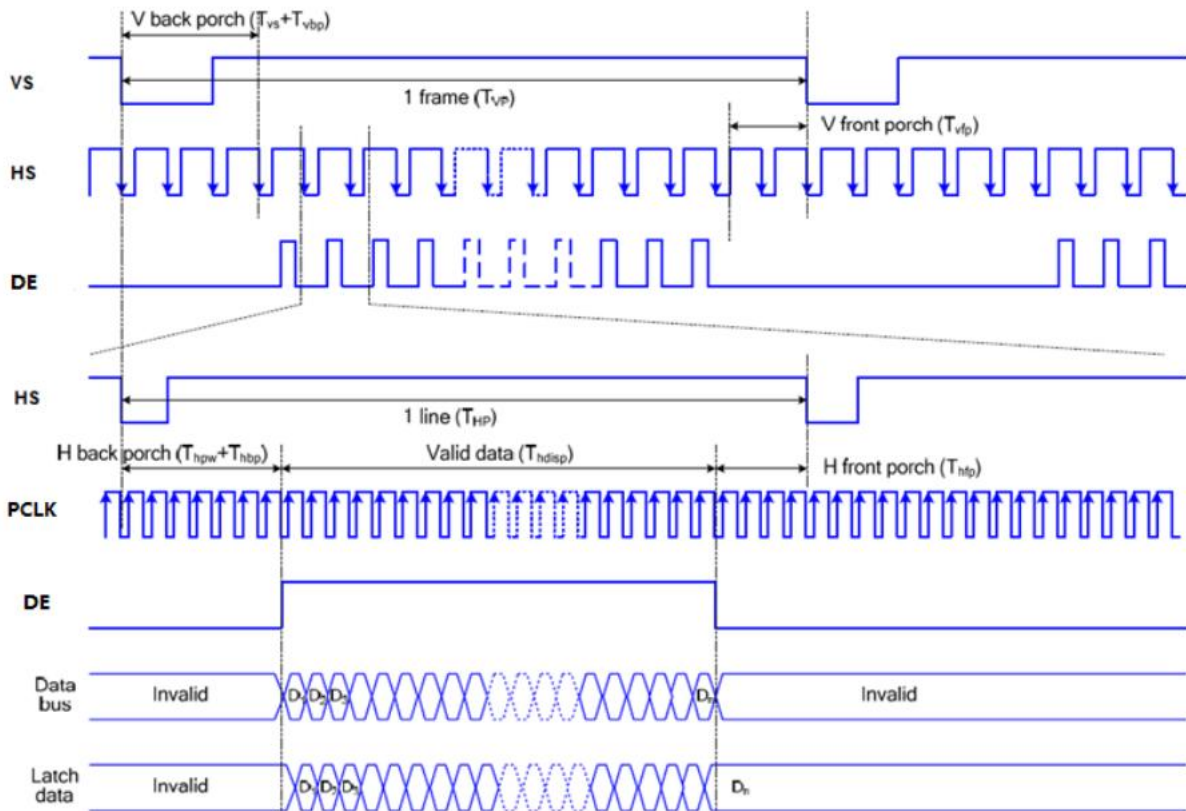 V back porch (Tvs+Tvbp)
VS
1 frame (TVP)
V front porch (Tvfp)
HS
DE
HS
1 line (THP)
H back porch (Thpw+Thbp)
Valid data (Thdisp)
H front porch (Thfp)
PCLK
DE
Data
bus
Invalid
D1
D2
D3
Dn
Invalid
Latch
data
Invalid
D1
D2
D3
Dn